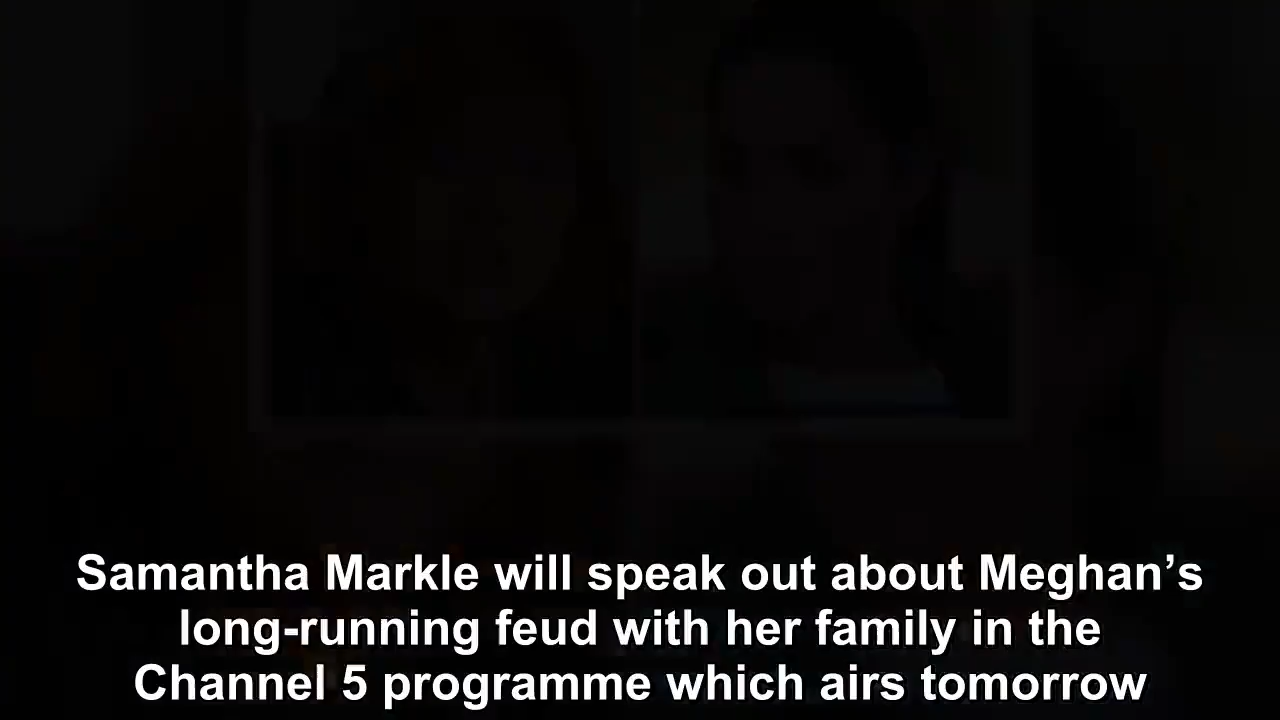 Samantha Markle will speak out about Meghan’s
long-running feud with her family in the
Channel 5 programme which airs tomorrow